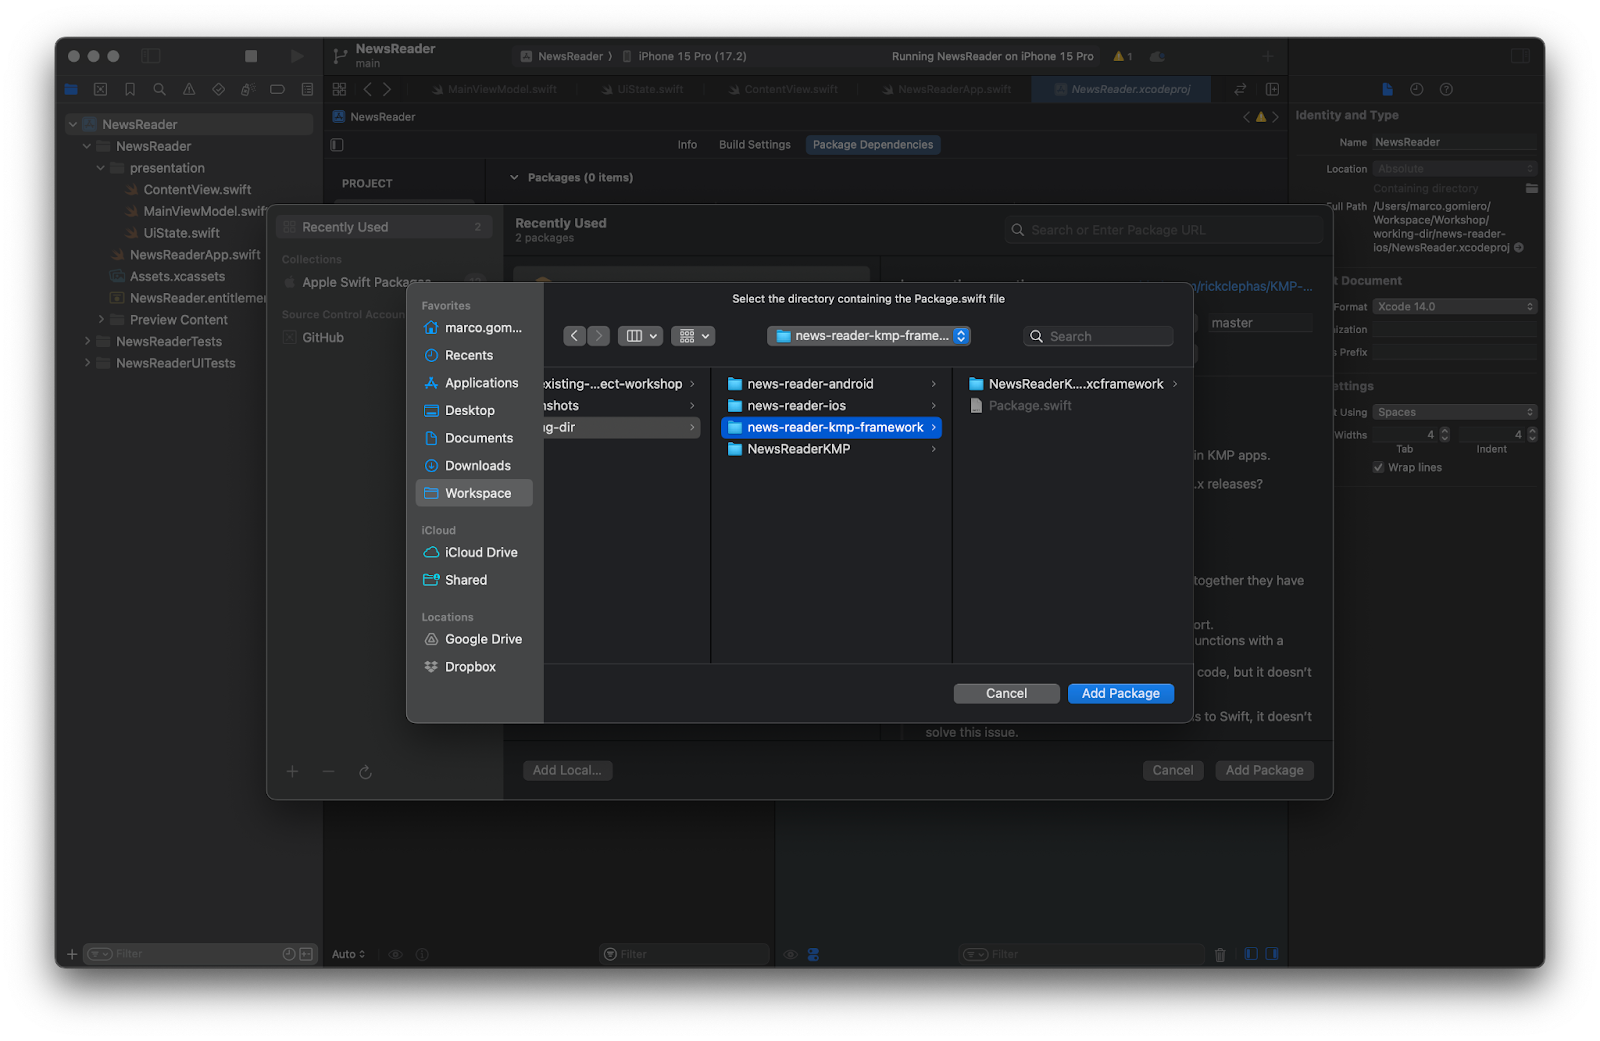 NewsReader
main
NewsReader
iPhone 15 Pro (17.2)
Running NewsReader on iPhone 15 Pro
1
MainViewModel.swift
UiState.swift
ContentView.swift
NewsReaderApp.swift
NewsReader.xcodeproj
NewsReader
Info
Build Settings
Package Dependencies
PROJECT
Packages (0 items)
NewsReader
NewsReader
presentation
ContentView.swift
MainViewModel.swift
UiState.swift
NewsReaderApp.swift
Assets.xcassets
NewsReader.entitlemer
Preview Content
NewsReaderTests
NewsReaderUITests
Filter
Recently Used
2
Collections
Apple Swift Packages
Source Control Accoun
GitHub
Recently Used
2 packages
Search or Enter Package URL
/rickclephas/KMP-...
master
in KMP apps.
.x releases?
together they have
ort.
unctions with a
code, but it doesn't
s to Swift, it doesn't
solve this issue.
Add Local...
Cancel
Add Package
Select the directory containing the Package.swift file
news-reader-kmp-frame...
Search
Favorites
marco.gom...
Recents
Applications
Desktop
Documents
Downloads
Workspace
iCloud
iCloud Drive
Shared
Locations
Google Drive
Dropbox
existing-...ect-workshop
nshots
ng-dir
news-reader-android
news-reader-ios
news-reader-kmp-framework
NewsReaderKMP
NewsReaderK....xcframework
Package.swift
Cancel
Add Package
Identity and Type
Name NewsReader
Location Absolute
Containing directory
Full Path /Users/marco.gomiero/
Workspace/Workshop/
working-dir/news-reader-
ios/NewsReader.xcodeproj
t Document
Format Xcode 14.0
nization
s Prefix
ettings
t Using Spaces
Widths 4 4
Tab Indent
Wrap lines
Auto
Filter
Filter